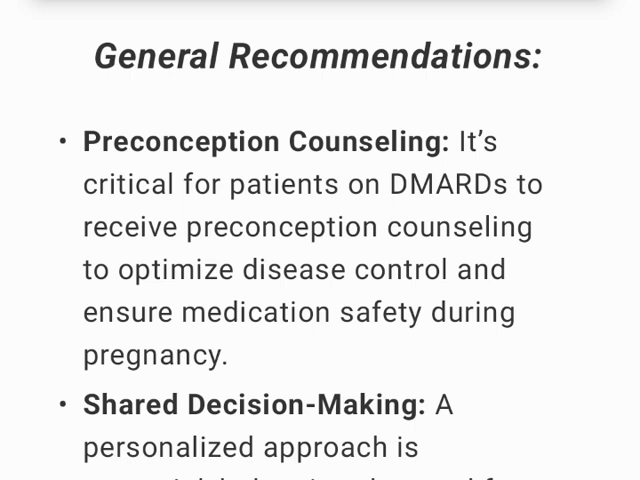 General Recommendations:
• Preconception Counseling: It’s
critical for patients on DMARDs to
receive preconception counseling
to optimize disease control and
ensure medication safety during
pregnancy.
• Shared Decision-Making: A
personalized approach is